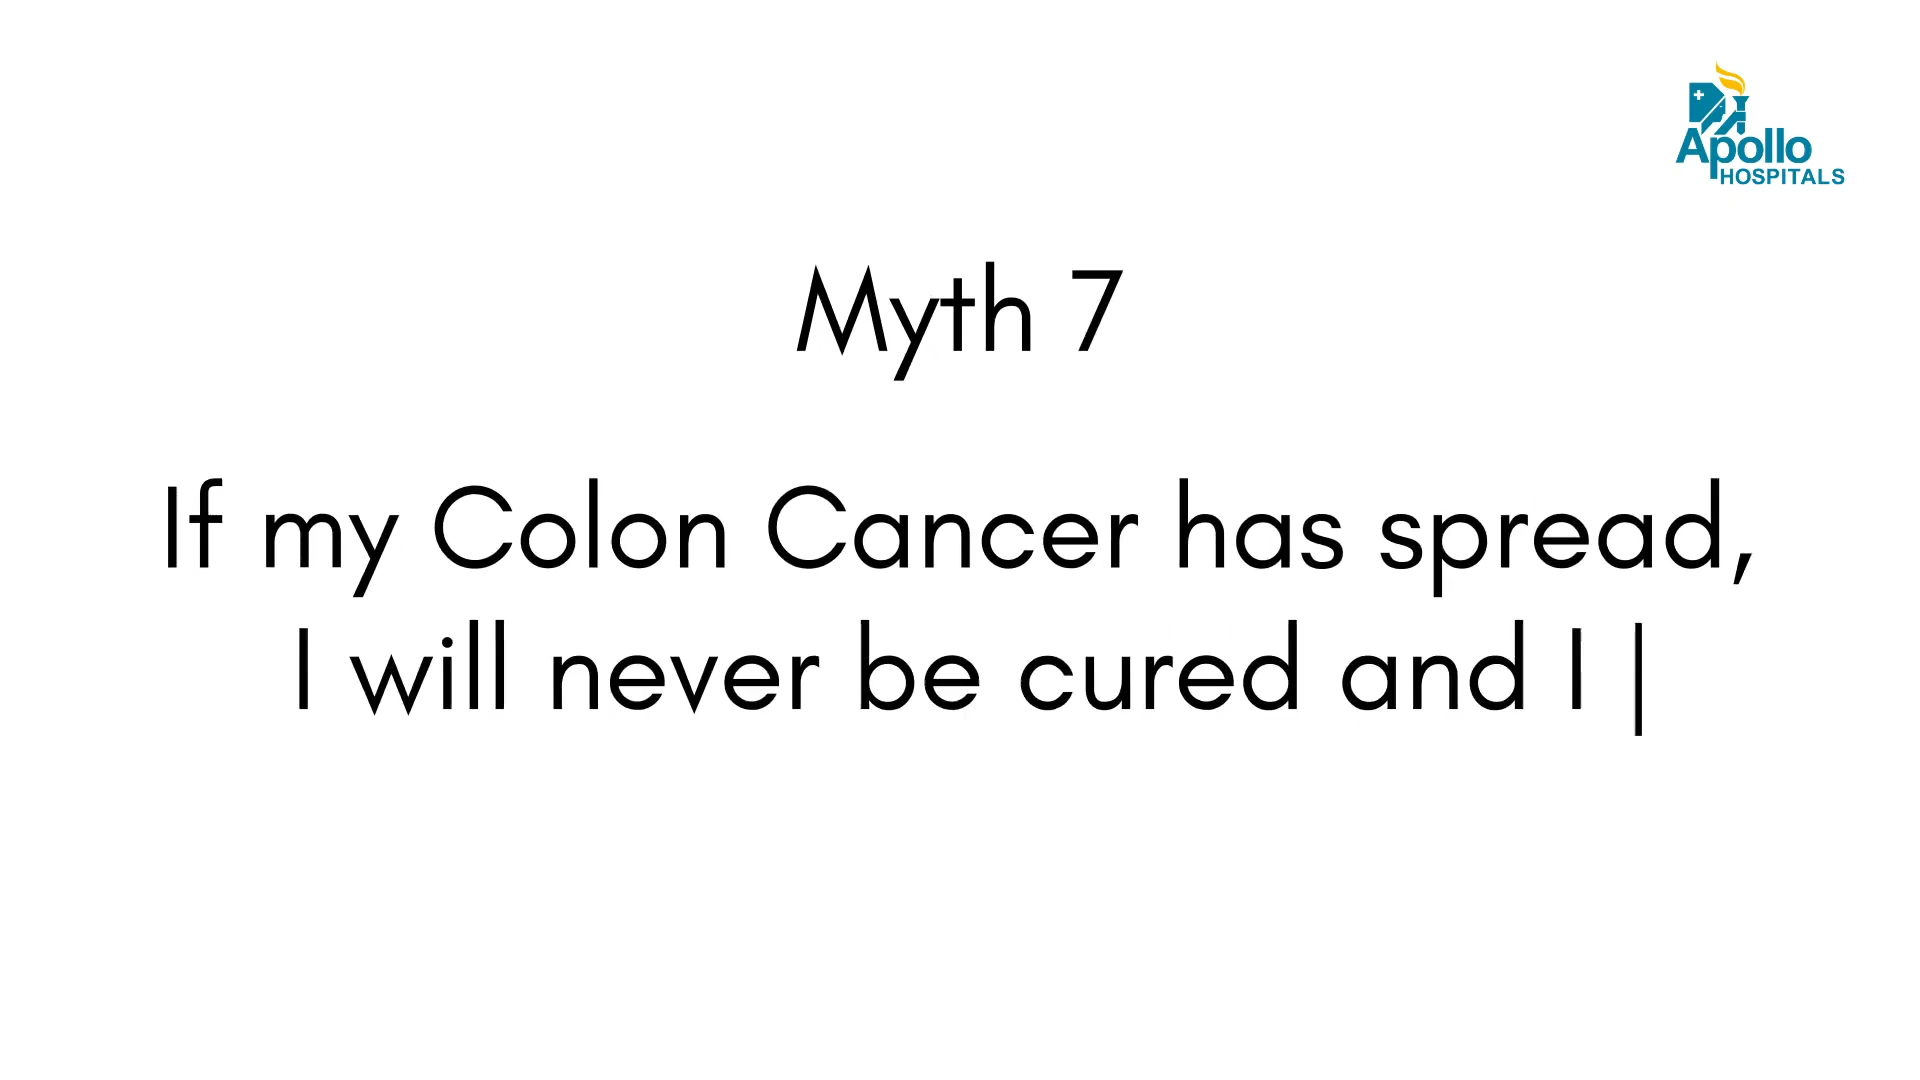 Apollo
HOSPITALS
Myth 7
If my Colon Cancer has spread,
I will never be cured and I |